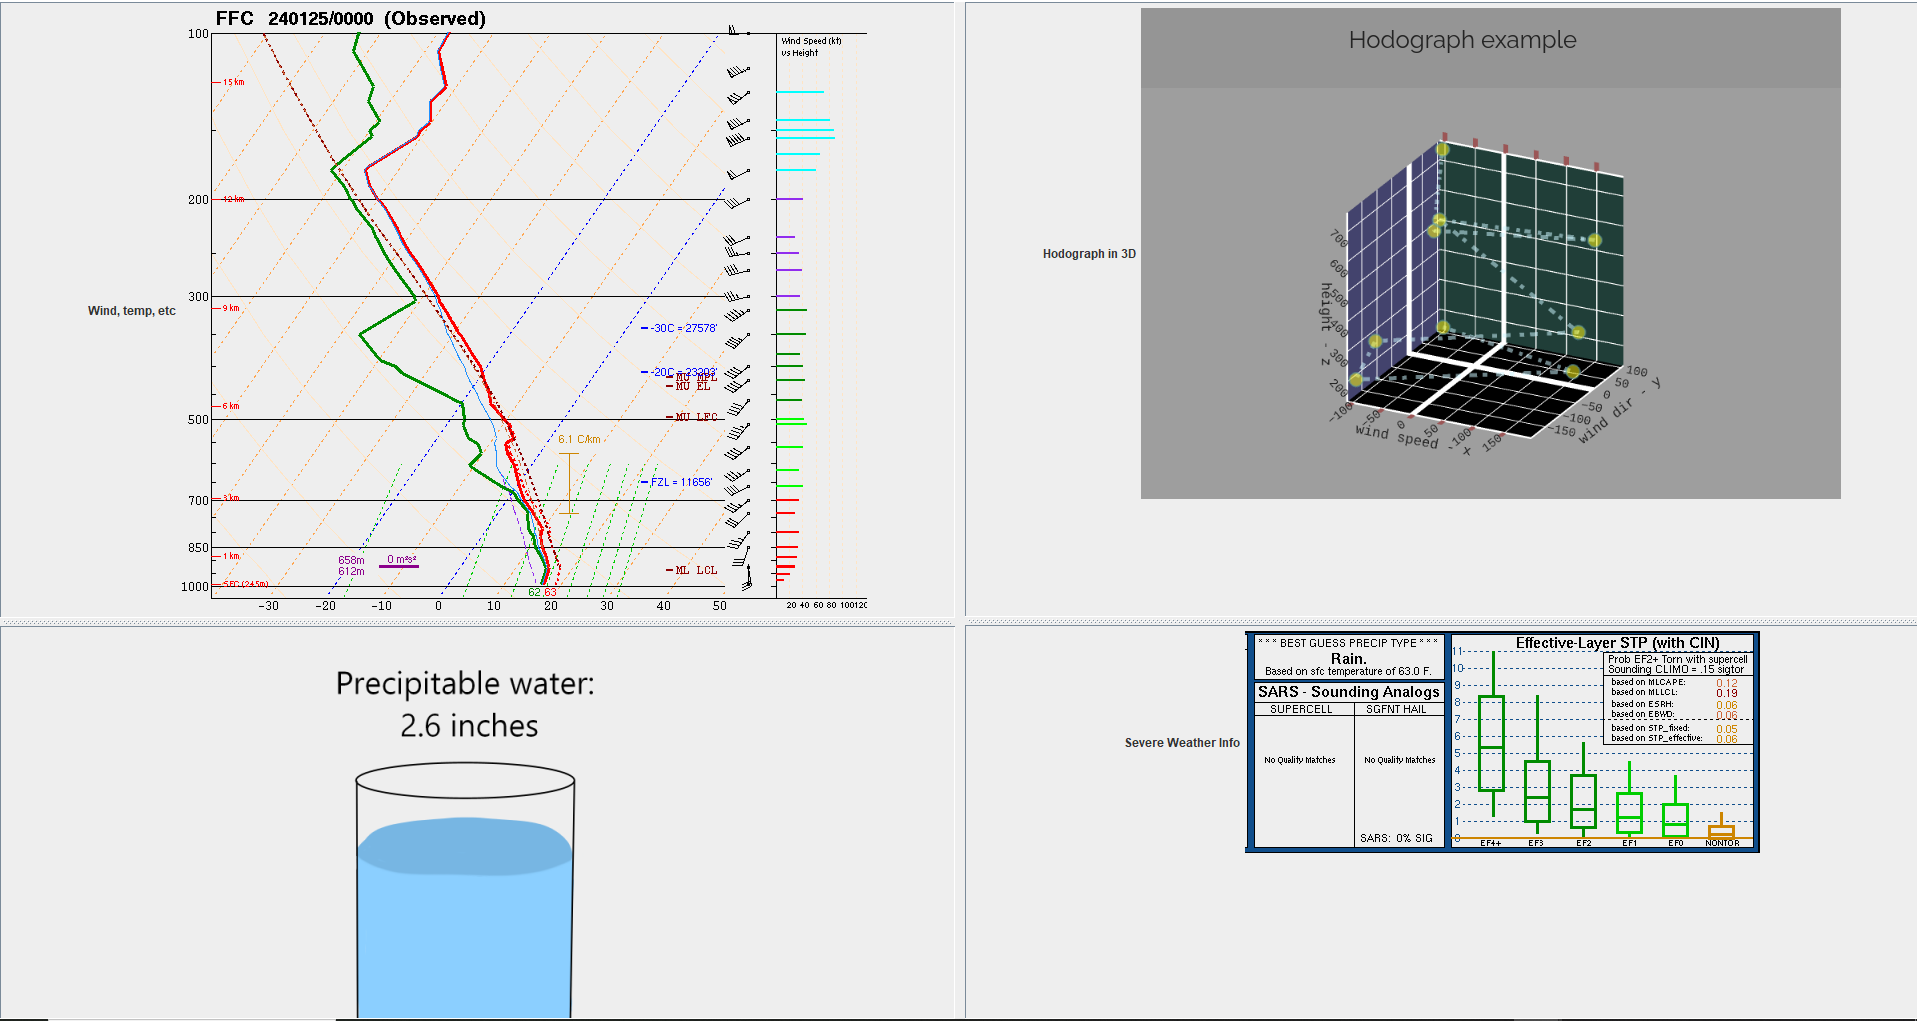 FFC 240125/0000 (Observed)
100
Wind Speed (kt)
vs Height
15 km
200
12 km
300
9 km
-30C = 27578'
-20C = 23203'
MU MPL
MU EL
6 km
MU LFC
500
6.1 C/km
FZL = 11656'
3 km
700
850
1 km
658m
612m
0 m²s²
ML LCL
SFC (245m)
1000
62 63
-30 -20 -10 0 10 20 30 40 50
20 40 60 80 100120
Wind, temp, etc
Hodograph in 3D
Hodograph example
700
600
500
400
300
200
height - z
-100
-50
0
50
-100
150
wind speed - x
100
50
0
-50
-100
-150
wind dir - y
Precipitable water:
2.6 inches
Severe Weather Info
* * * BEST GUESS PRECIP TYPE * * *
Rain.
Based on sfc temperature of 63.0 F.
SARS - Sounding Analogs
SUPERCELL SGFNT HAIL
No Quality Matches No Quality Matches
SARS: 0% SIG
Effective-Layer STP (with CIN)
11
10
9
8
7
6
5
4
3
2
1
0
Prob EF2+ Torn with supercell
Sounding CLIMO = .15 sigtor
based on MLCAPE: 0.12
based on MLLCL: 0.19
based on ESRH: 0.06
based on EBWD: 0.06
based on STP_fixed: 0.05
based on STP_effective: 0.06
EF4+ EF3 EF2 EF1 EF0 NONTOR